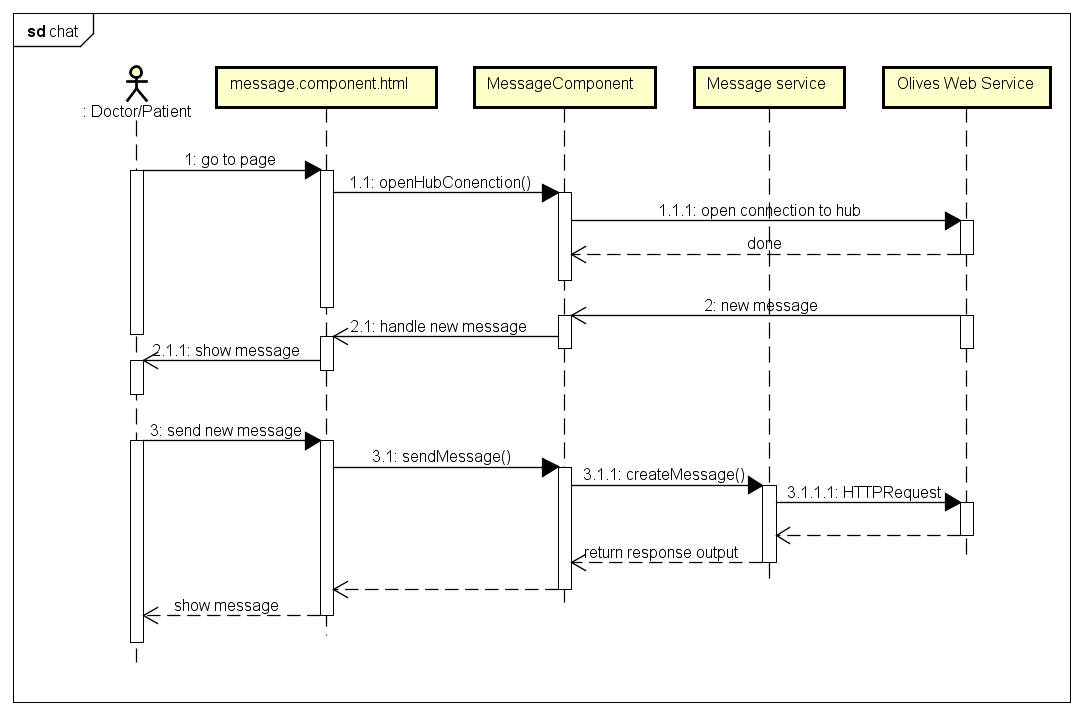 sd chat
: Doctor/Patient
message.component.html
MessageComponent
Message service
Olives Web Service
1: go to page
1.1: openHubConenction()
1.1.1: open connection to hub
done
2: new message
2.1: handle new message
2.1.1: show message
3: send new message
3.1: sendMessage()
3.1.1: createMessage()
3.1.1.1: HTTPRequest
return response output
show message